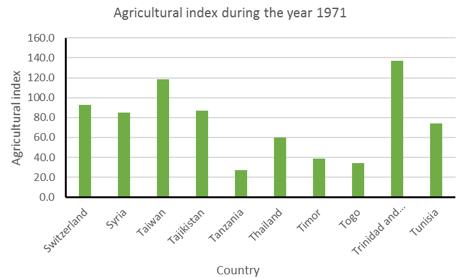 Agricultural index during the year 1971
160.0
140.0
120.0
100.0
80.0
60.0
40.0
20.0
0.0
Agricultural index
Switzerland
Syria
Taiwan
Tajikistan
Tanzania
Thailand
Timor
Togo
Trinidad and...
Tunisia
Country